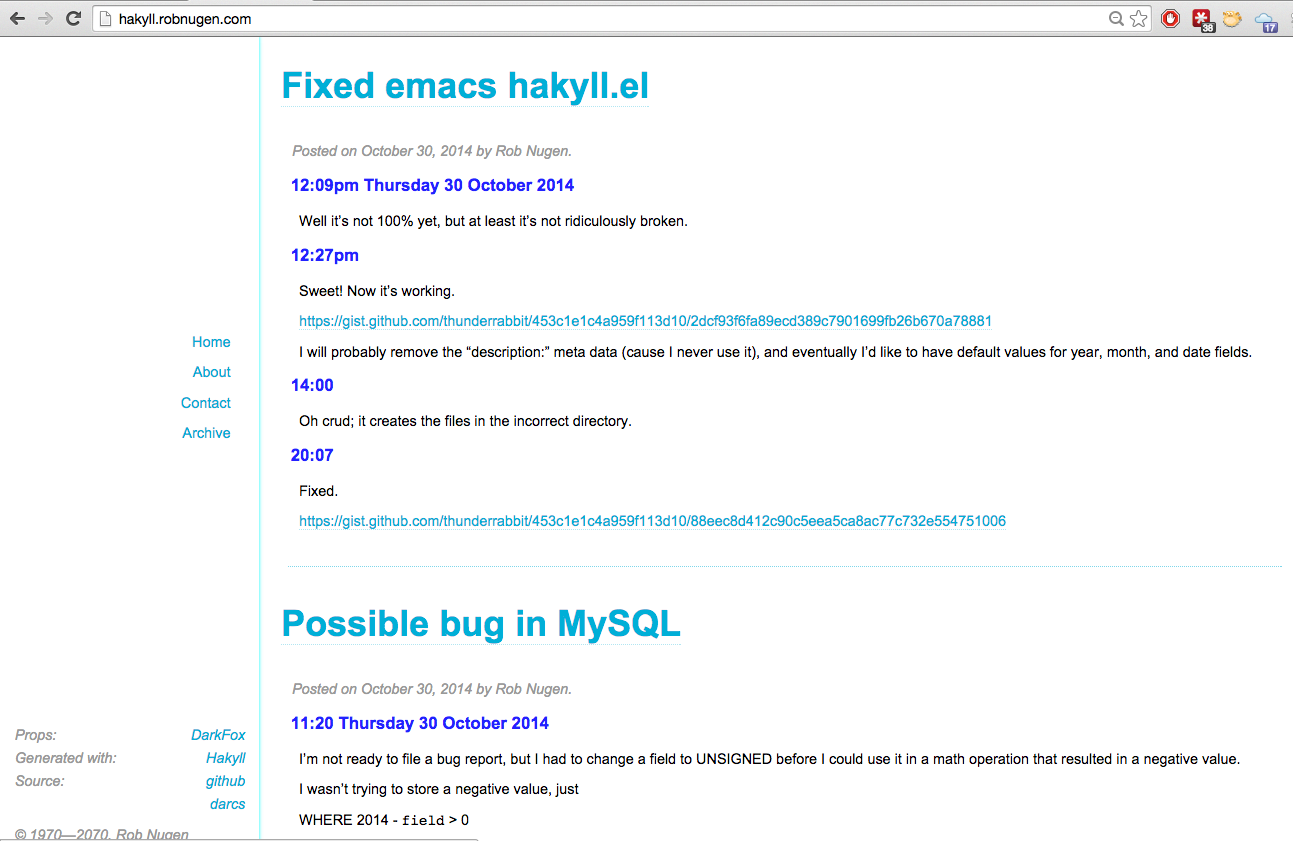 hakyll.robnugen.com
38
17
Fixed emacs hakyll.el
Posted on October 30, 2014 by Rob Nugen.
12:09pm Thursday 30 October 2014
Well it’s not 100% yet, but at least it’s not ridiculously broken.
12:27pm
Sweet! Now it’s working.
https://gist.github.com/thunderrabbit/453c1e1c4a959f113d10/2dcf93f6fa89ecd389c7901699fb26b670a78881
I will probably remove the “description:” meta data (cause I never use it), and eventually I’d like to have default values for year, month, and date fields.
14:00
Oh crud; it creates the files in the incorrect directory.
20:07
Fixed.
https://gist.github.com/thunderrabbit/453c1e1c4a959f113d10/88eec8d412c90c5eea5ca8ac77c732e554751006
Possible bug in MySQL
Posted on October 30, 2014 by Rob Nugen.
11:20 Thursday 30 October 2014
I’m not ready to file a bug report, but I had to change a field to UNSIGNED before I could use it in a math operation that resulted in a negative value.
I wasn’t trying to store a negative value, just
WHERE 2014 - field > 0
Home
About
Contact
Archive
Props: DarkFox
Generated with: Hakyll
Source: github
darcs
© 1970—2070, Rob Nugen